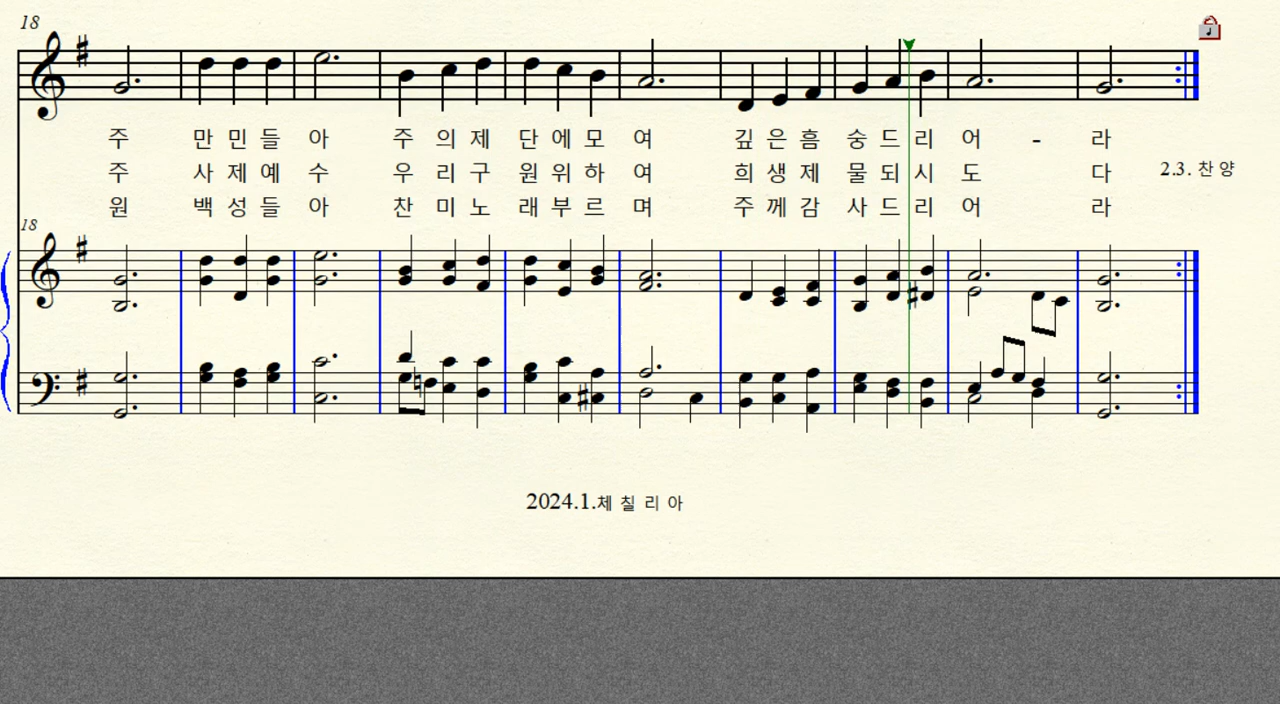 18
주 만 민 들 아 주 의 제 단 에 모 여 깊 은 흠 숭 드 리 어 - 라
주 사 제 예 수 우 리 구 원 위 하 여 희 생 제 물 되 시 도 다 2.3. 찬 양
원 백 성 들 아 찬 미 노 래 부 르 며 주 께 감 사 드 리 어 라
18
2024.1.체 칠 리 아